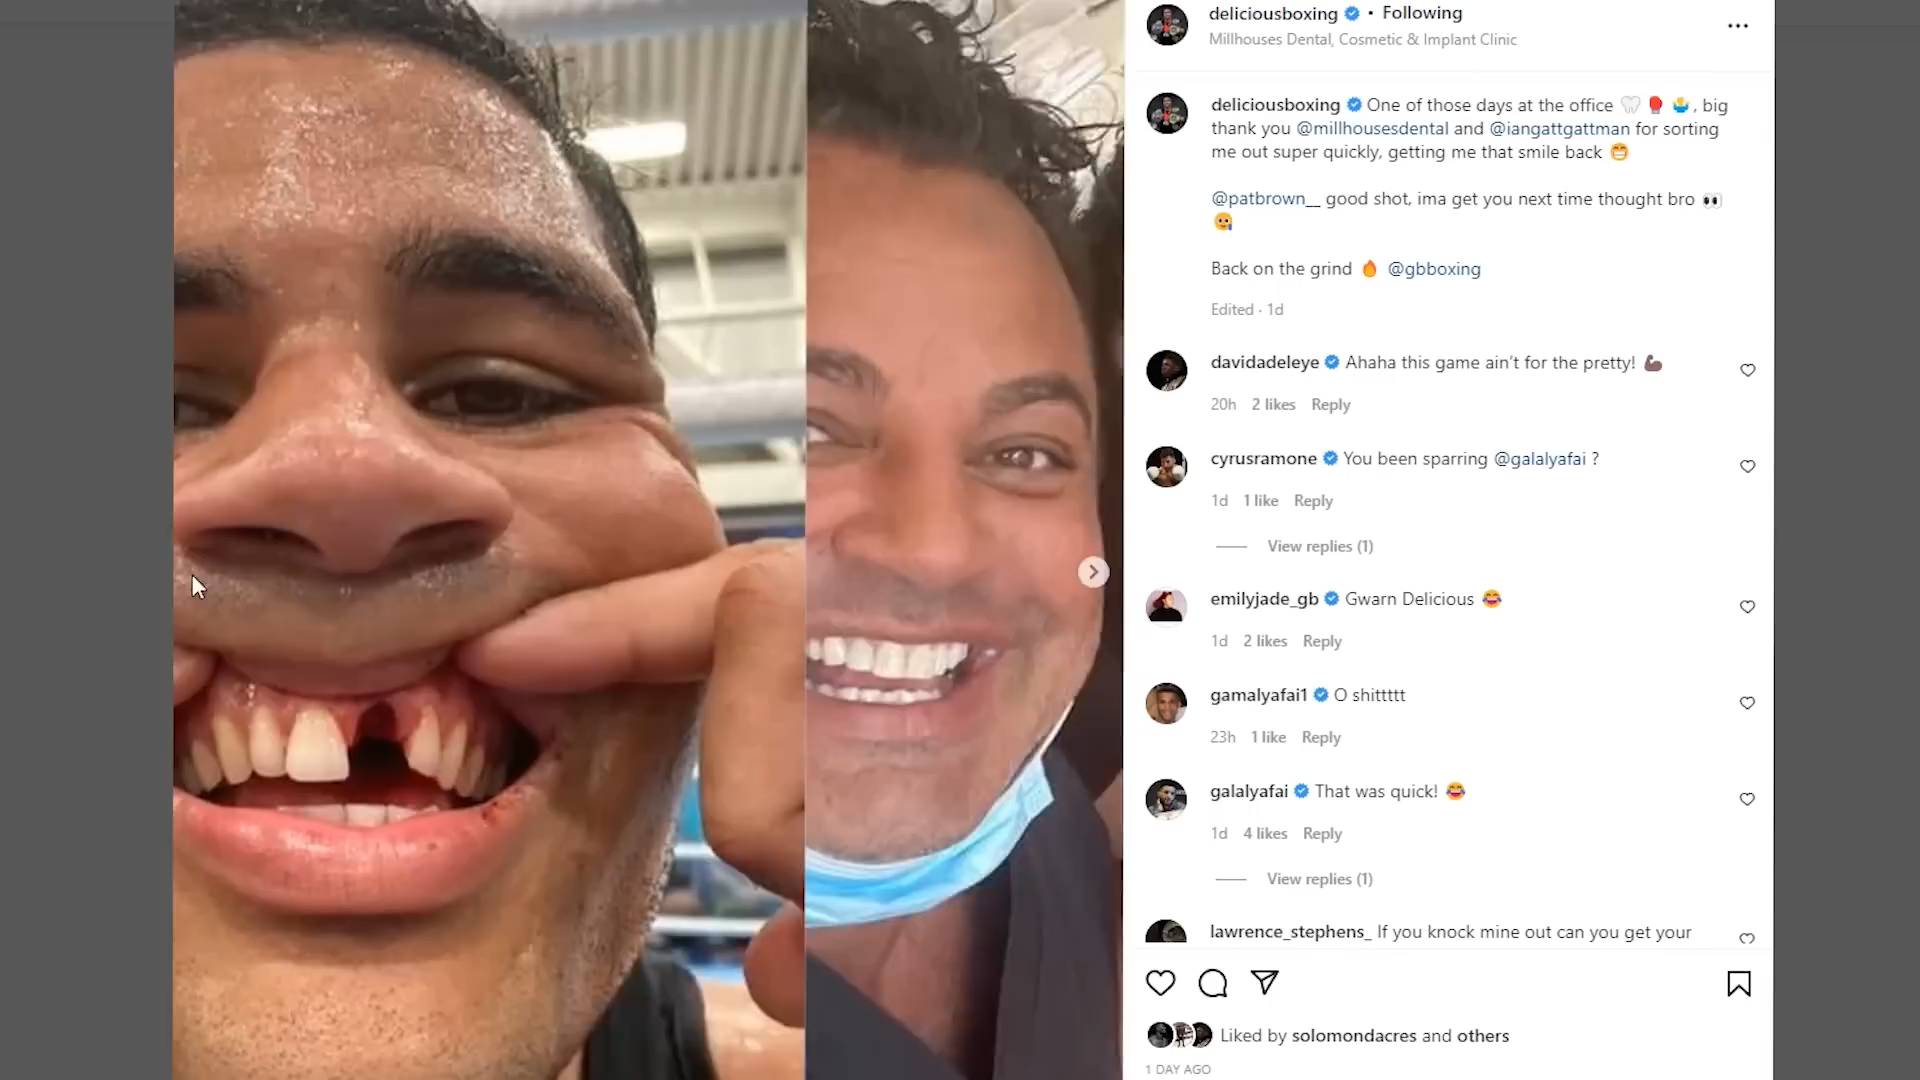 deliciousboxing • Following
Millhouses Dental, Cosmetic & Implant Clinic
deliciousboxing One of those days at the office 🦷 🥊 🤷‍♂️, big
thank you @millhousesdental and @iangattgattman for sorting
me out super quickly, getting me that smile back 😁
@patbrown__ good shot, ima get you next time thought bro 👀
Back on the grind 🔥 @gbboxing
Edited · 1d
davidadeleye Ahaha this game ain't for the pretty! 💪🏿
20h 2 likes Reply
cyrusramone You been sparring @galalyafai ?
1d 1 like Reply
View replies (1)
emilyjade_gb Gwarn Delicious 😂
1d 2 likes Reply
gamalyafai1 O shittttt
23h 1 like Reply
galalyafai That was quick! 😂
1d 4 likes Reply
View replies (1)
lawrence_stephens_ If you knock mine out can you get your
Liked by solomondacres and others
1 DAY AGO